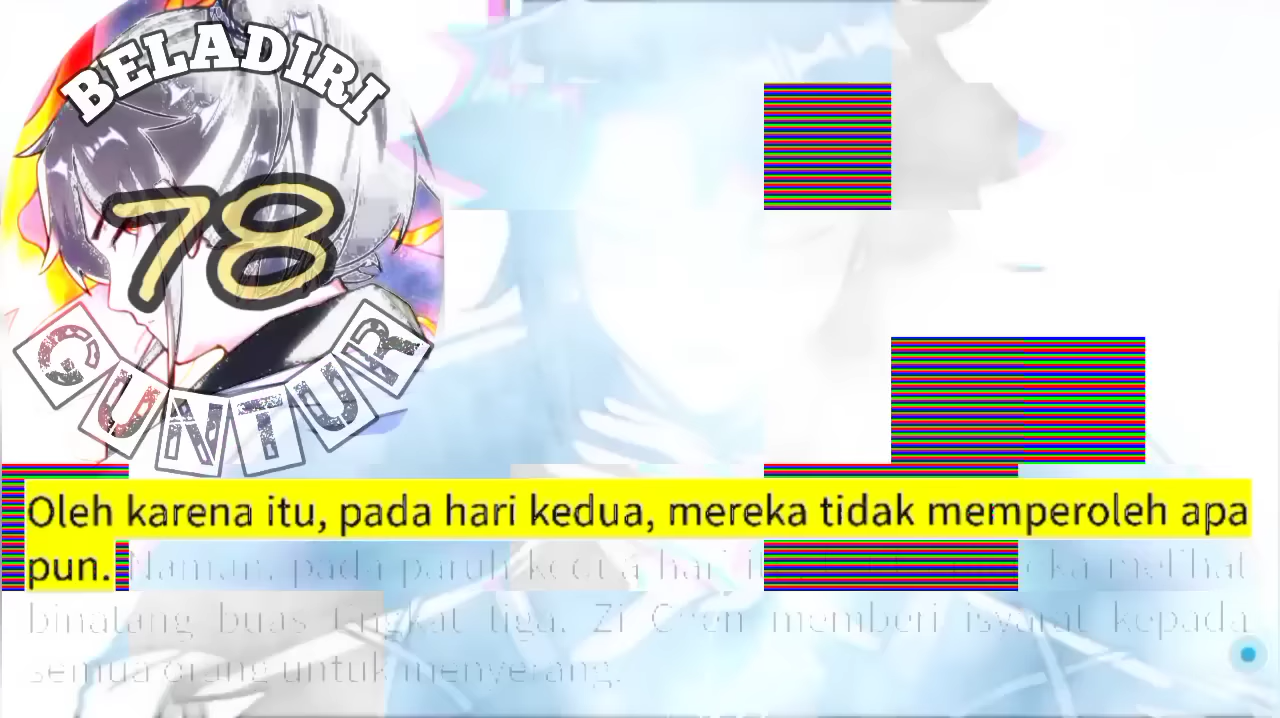 BELADIRI
78
GUNTUR
Oleh karena itu, pada hari kedua, mereka tidak memperoleh apa
pun. Namun, pada paruh kedua hari melihat
binatang buas tingkat tiga. Zi Chen memberi isyarat kepada
semua orang untuk menyerang.